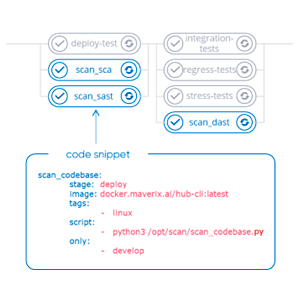 deploy-test
scan_sca
scan_sast
integration-
tests
regress-tests
stress-tests
scan_dast
code snippet
scan_codebase:
stage: deploy
image: docker.maverix.ai/hub-cli:latest
tags:
- linux
script:
- python3 /opt/scan/scan_codebase.py
only:
- develop